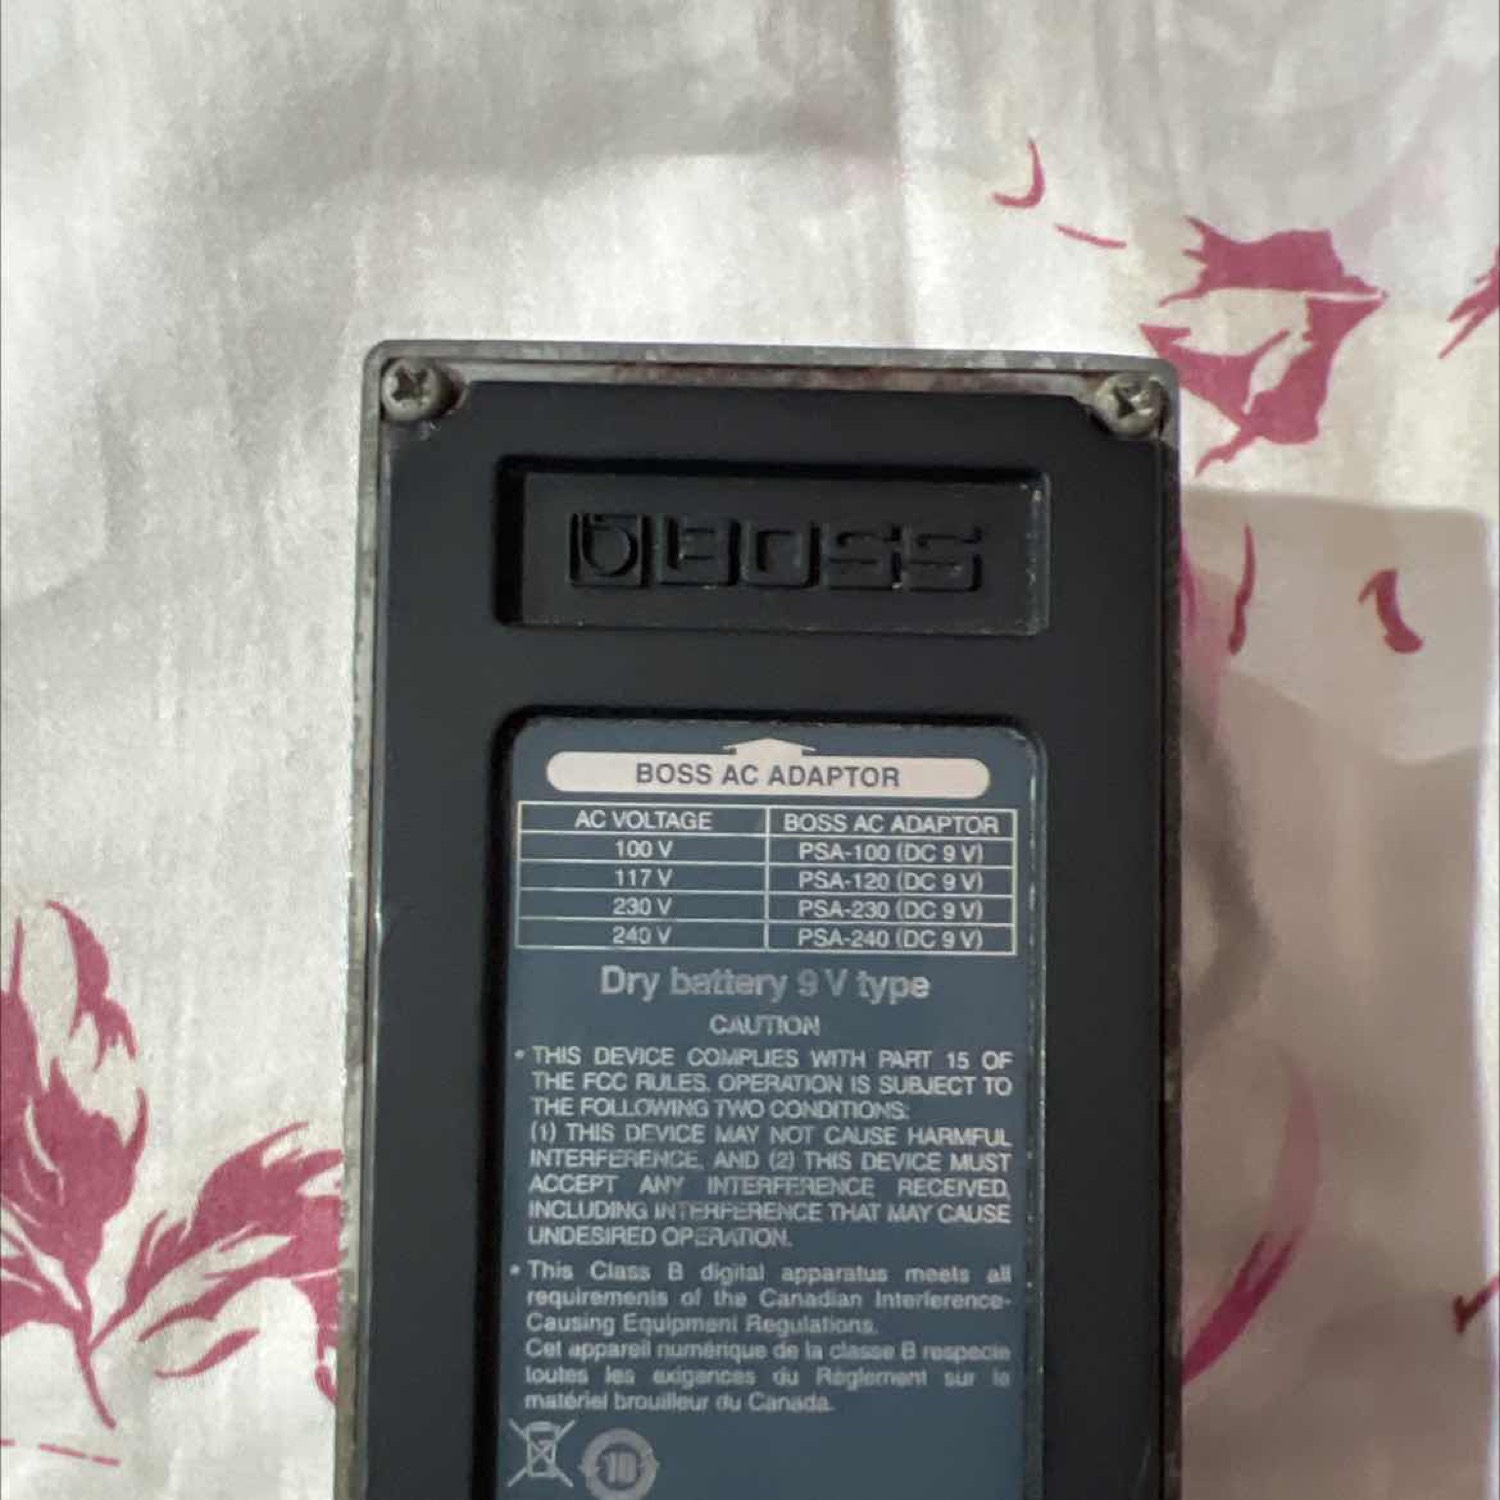 BOSS
BOSS AC ADAPTOR
AC VOLTAGE BOSS AC ADAPTOR
100 V PSA-100 (DC 9 V)
117 V PSA-120 (DC 9 V)
230 V PSA-230 (DC 9 V)
240 V PSA-240 (DC 9 V)
Dry battery 9 V type
CAUTION
• THIS DEVICE COMPLIES WITH PART 15 OF
THE FCC RULES. OPERATION IS SUBJECT TO
THE FOLLOWING TWO CONDITIONS:
(1) THIS DEVICE MAY NOT CAUSE HARMFUL
INTERFERENCE, AND (2) THIS DEVICE MUST
ACCEPT ANY INTERFERENCE RECEIVED,
INCLUDING INTERFERENCE THAT MAY CAUSE
UNDESIRED OPERATION.
• This Class B digital apparatus meets all
requirements of the Canadian Interference-
Causing Equipment Regulations.
Cet appareil numérique de la classe B respecte
toutes les exigences du Règlement sur le
matériel brouilleur du Canada.
10